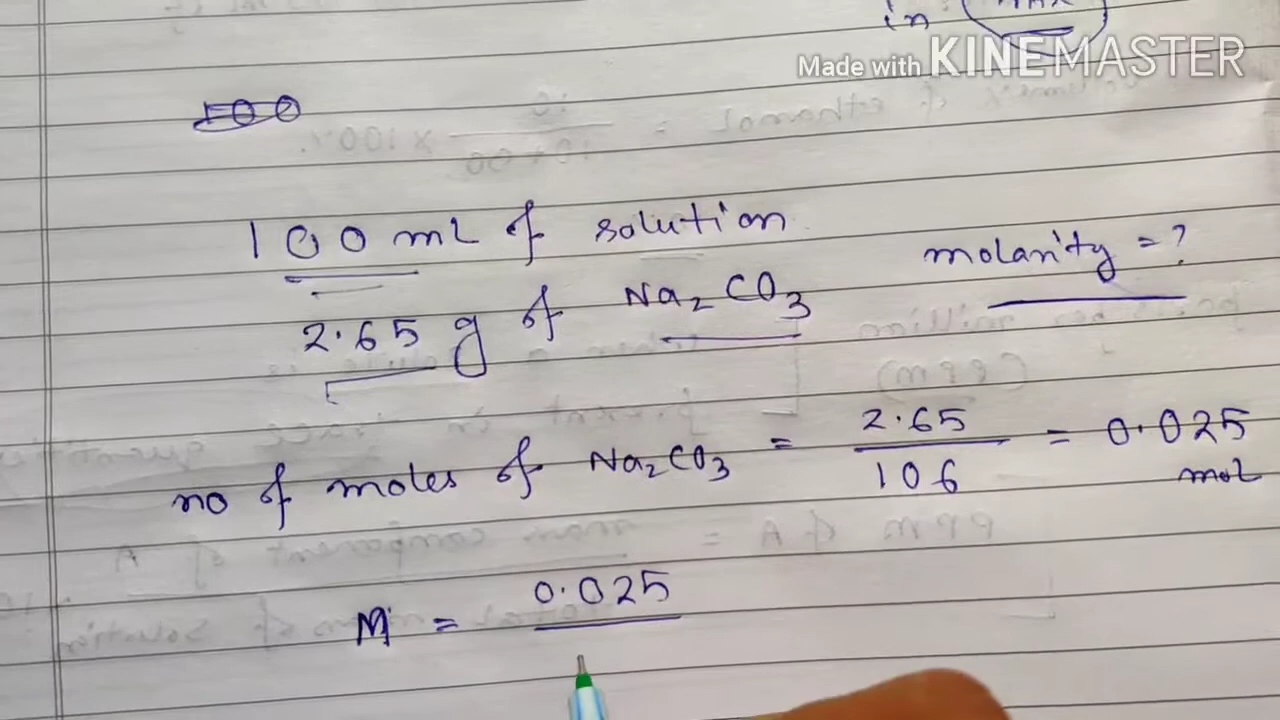 in
Made with KINEMASTER
100 mL of solution
molarity = ?
2.65 g of Na₂CO₃
no of moles of Na₂CO₃ = 2.65 / 106 = 0.025 mol
M = 0.025